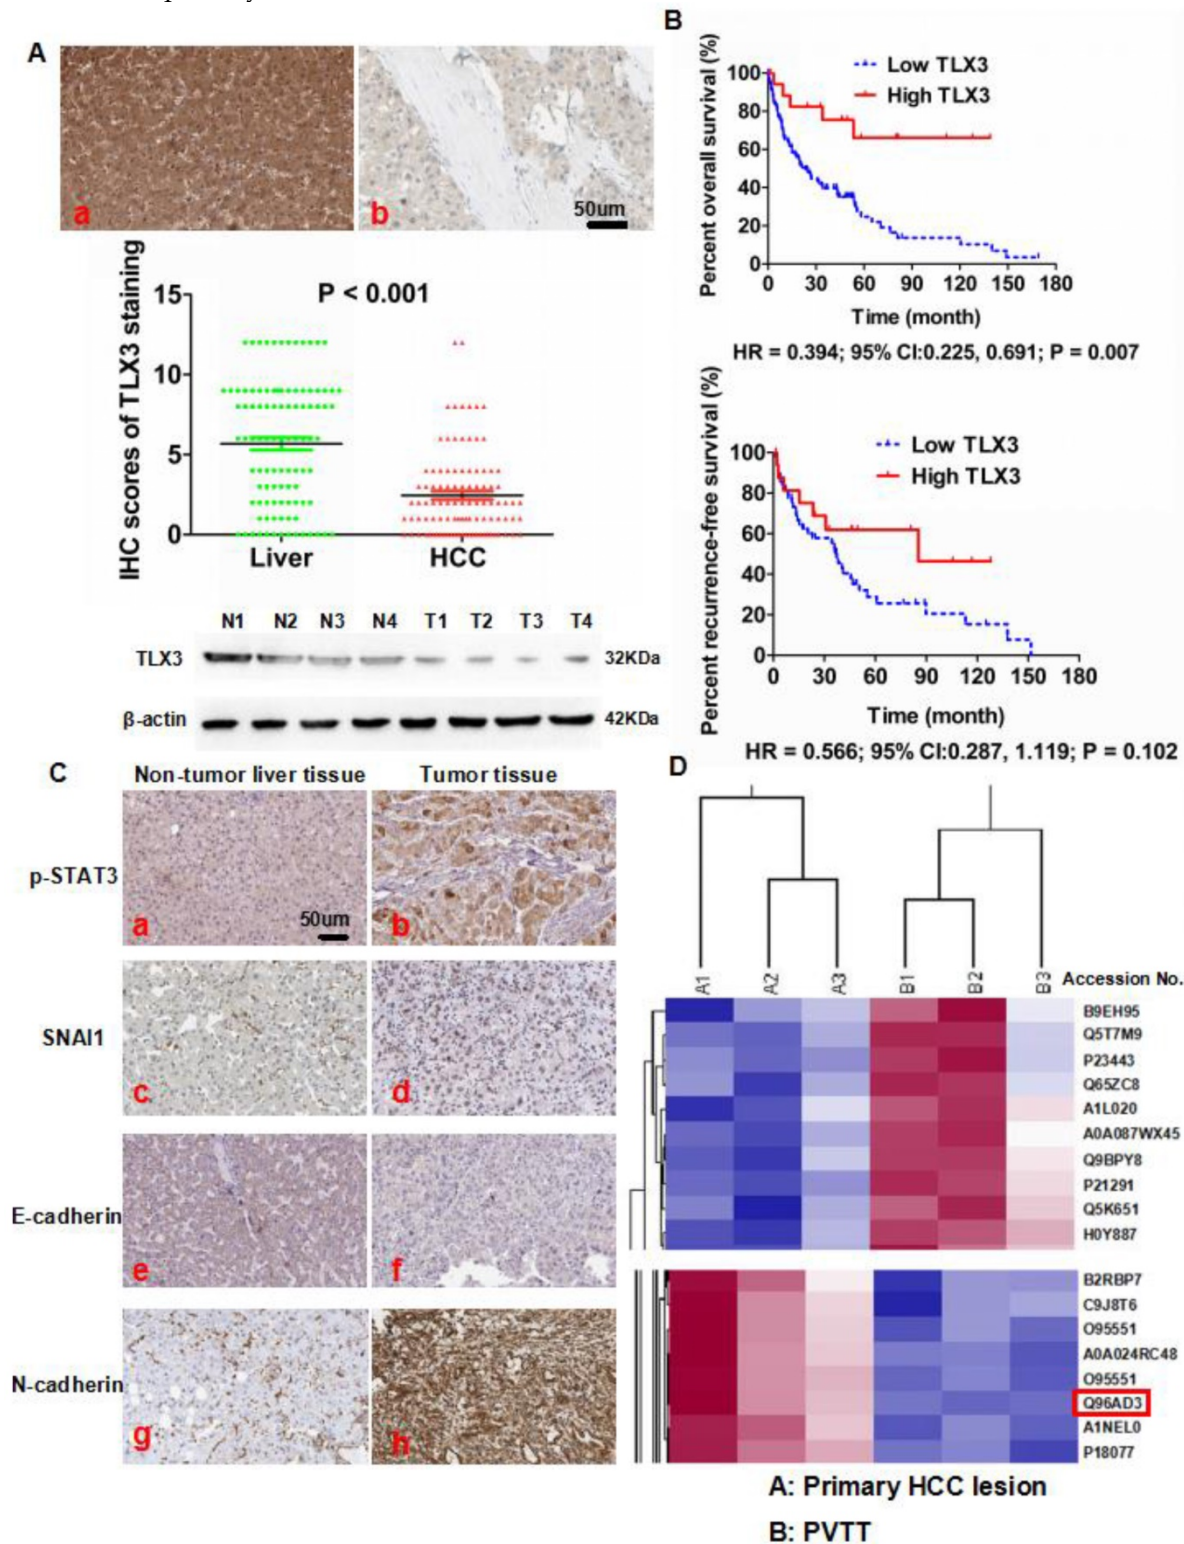 A
B
a
b
50um
P < 0.001
IHC scores of TLX3 staining
15
10
5
0
Liver
HCC
N1 N2 N3 N4 T1 T2 T3 T4
TLX3
32KDa
β-actin
42KDa
Low TLX3
High TLX3
Percent overall survival (%)
100
80
60
40
20
0
0 30 60 90 120 150 180
Time (month)
HR = 0.394; 95% CI:0.225, 0.691; P = 0.007
Low TLX3
High TLX3
Percent recurrence-free survival (%)
100
80
60
40
20
0
0 30 60 90 120 150 180
Time (month)
HR = 0.566; 95% CI:0.287, 1.119; P = 0.102
C
Non-tumor liver tissue
Tumor tissue
p-STAT3
a
50um
b
SNAI1
c
d
E-cadherin
e
f
N-cadherin
g
h
D
A1 A2 A3 B1 B2 B3
Accession No.
B9EH95
Q5T7M9
P23443
Q65ZC8
A1L020
A0A087WX45
Q9BPY8
P21291
Q5K651
H0Y887
B2RBP7
C9J8T6
O95551
A0A024RC48
O95551
Q96AD3
A1NEL0
P18077
A: Primary HCC lesion
B: PVTT